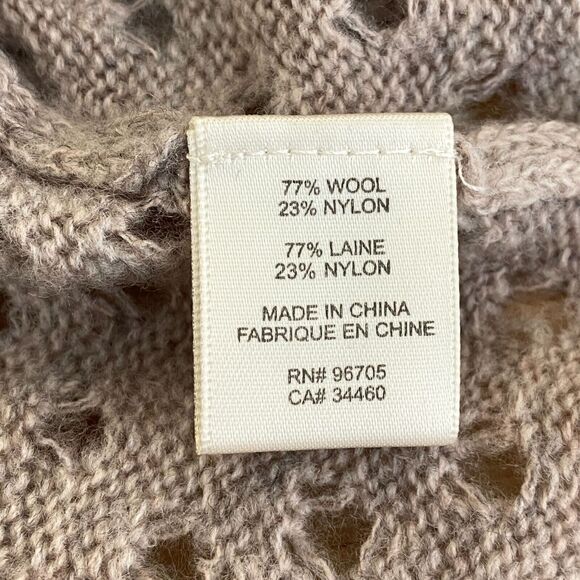 77% WOOL
23% NYLON
77% LAINE
23% NYLON
MADE IN CHINA
FABRIQUE EN CHINE
RN# 96705
CA# 34460